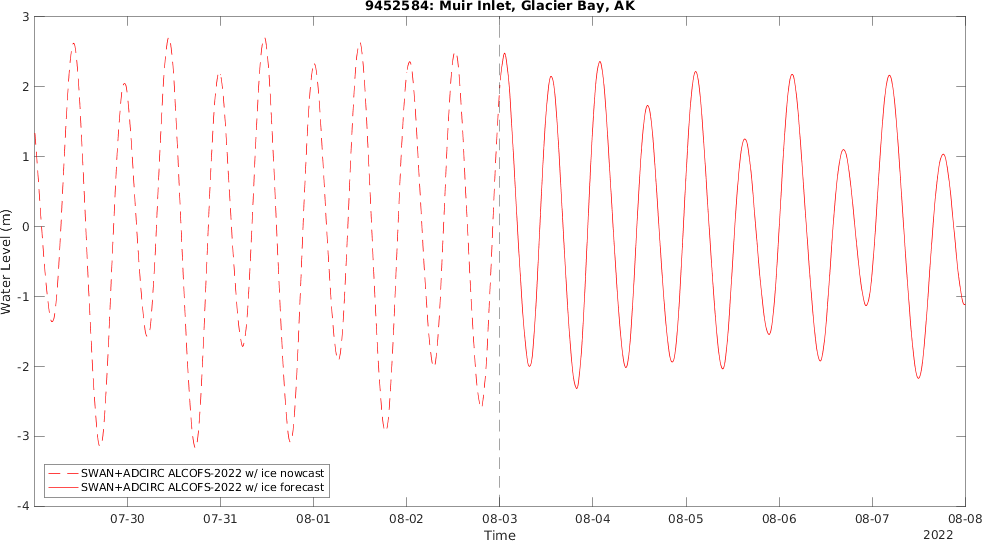 9452584: Muir Inlet, Glacier Bay, AK
3
2
1
0
-1
-2
-3
-4
Water Level (m)
SWAN+ADCIRC ALCOFS-2022 w/ ice nowcast
SWAN+ADCIRC ALCOFS-2022 w/ ice forecast
07-30 07-31 08-01 08-02 08-03 08-04 08-05 08-06 08-07 08-08
Time
2022